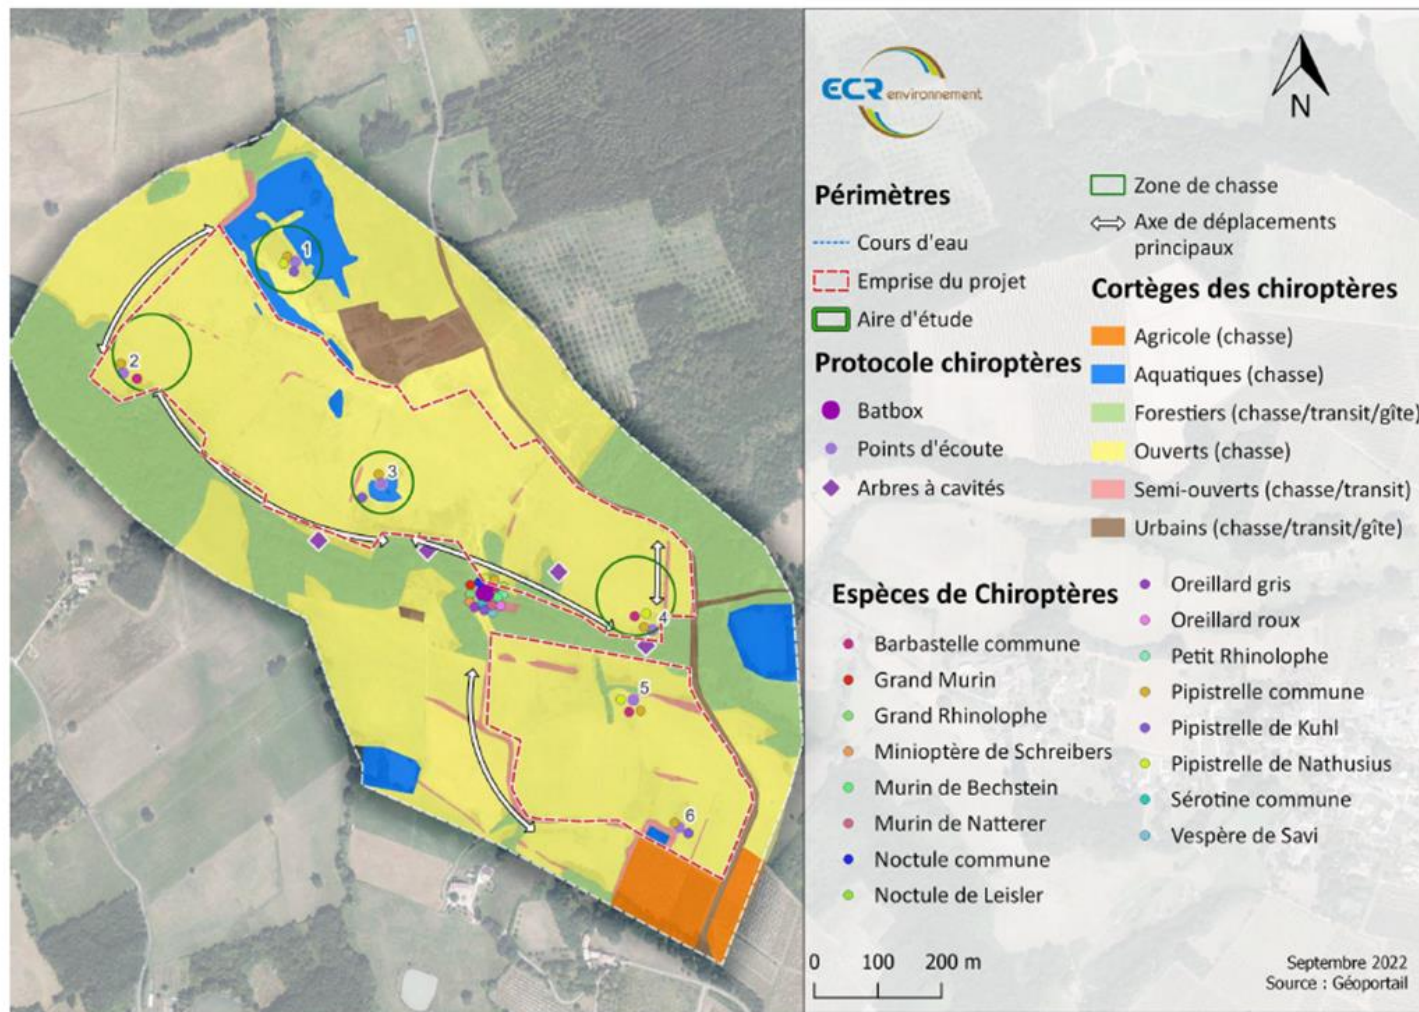 1
2
3
4
5
6
ECR environnement
N
Périmètres
Cours d'eau
Emprise du projet
Aire d'étude
Protocole chiroptères
Batbox
Points d'écoute
Arbres à cavités
Zone de chasse
Axe de déplacements
principaux
Cortèges des chiroptères
Agricole (chasse)
Aquatiques (chasse)
Forestiers (chasse/transit/gîte)
Ouverts (chasse)
Semi-ouverts (chasse/transit)
Urbains (chasse/transit/gîte)
Espèces de Chiroptères
Barbastelle commune
Grand Murin
Grand Rhinolophe
Minioptère de Schreibers
Murin de Bechstein
Murin de Natterer
Noctule commune
Noctule de Leisler
Oreillard gris
Oreillard roux
Petit Rhinolophe
Pipistrelle commune
Pipistrelle de Kuhl
Pipistrelle de Nathusius
Sérotine commune
Vespère de Savi
0 100 200 m
Septembre 2022
Source : Géoportail